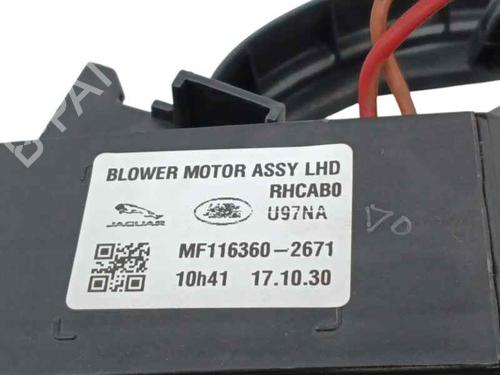 BLOWER MOTOR ASSY LHD
RHCAB0
JAGUAR
U97NA
MF116360-2671
10h41 17.10.30